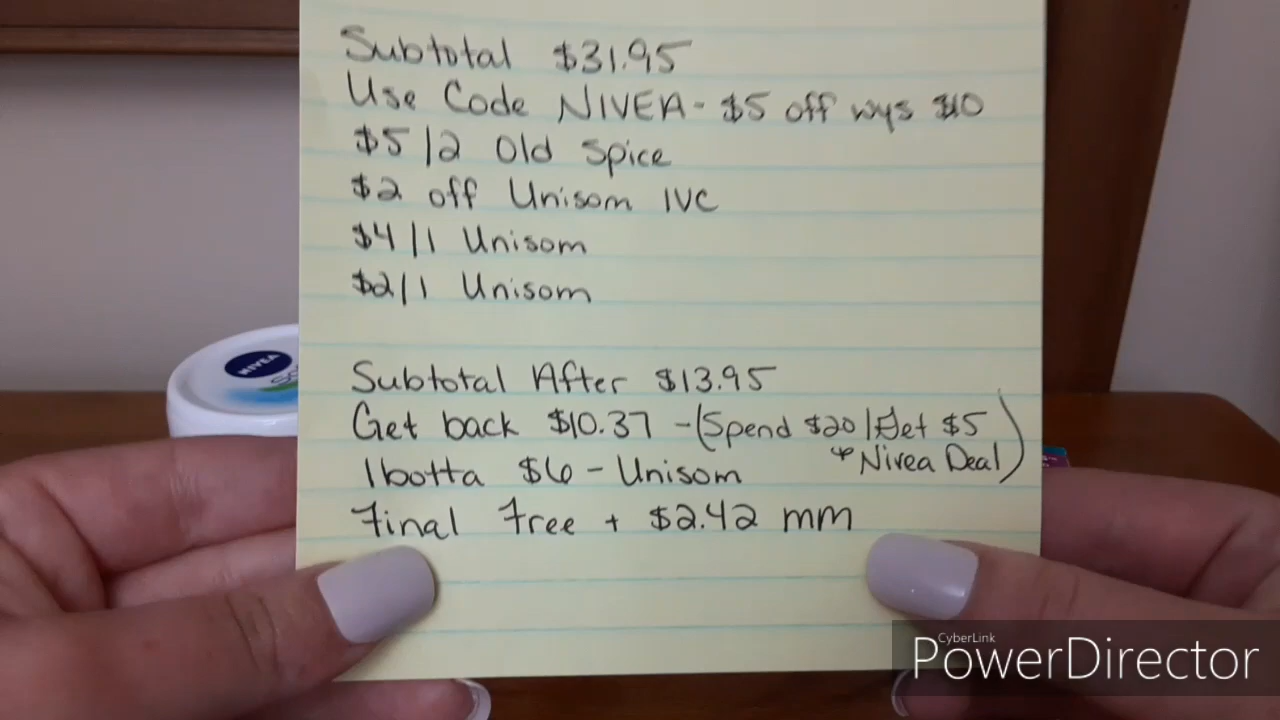 Subtotal $31.95
Use Code NIVEA - $5 off wys $10
$5/2 Old Spice
$2 off Unisom IVC
$4/1 Unisom
$2/1 Unisom
Subtotal After $13.95
Get back $10.37 - (Spend $20/Get $5
+ Nivea Deal)
Ibotta $6 - Unisom
Final Free + $2.42 mm
NIVEA
CyberLink
PowerDirector